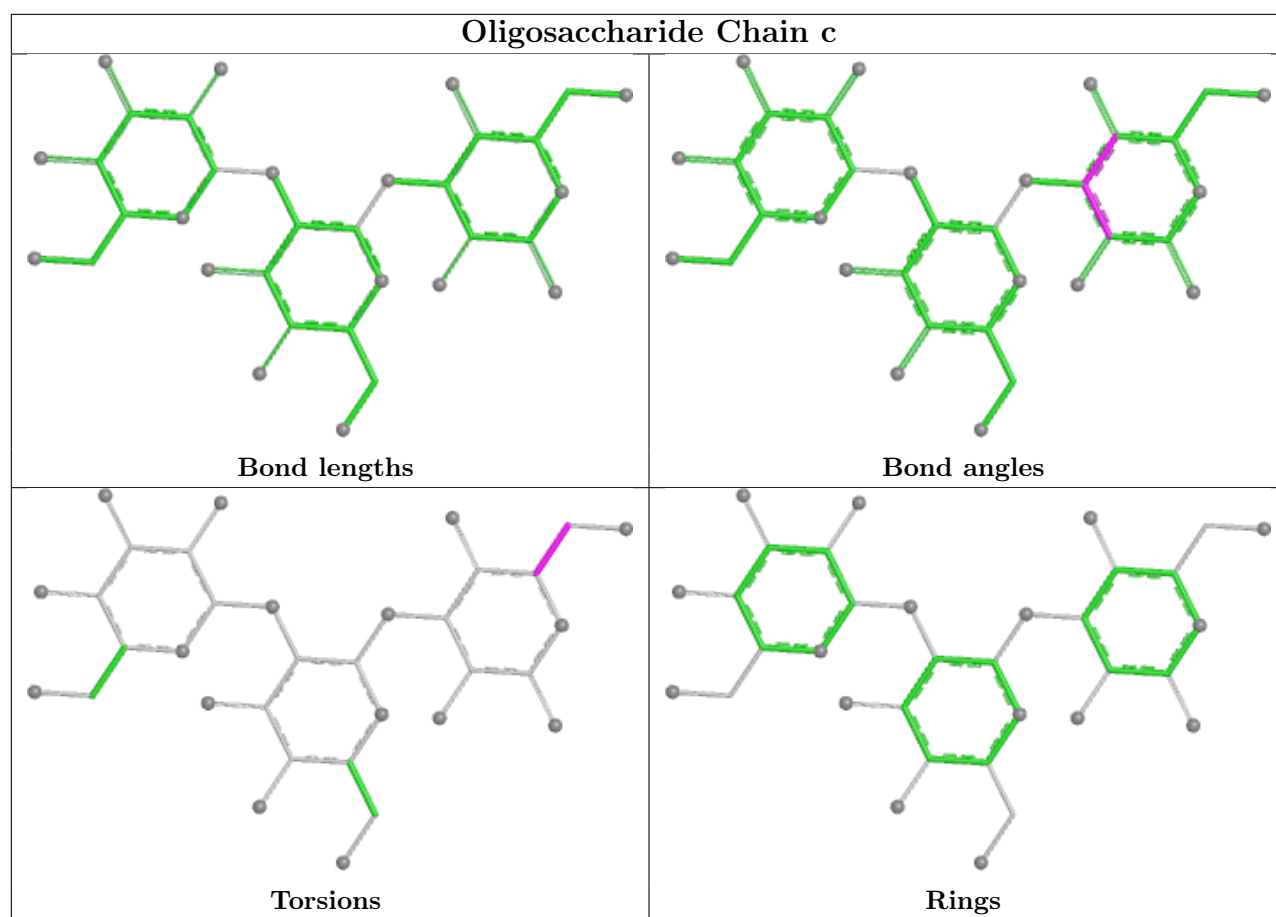 Oligosaccharide Chain c
Bond lengths
Bond angles
Torsions
Rings